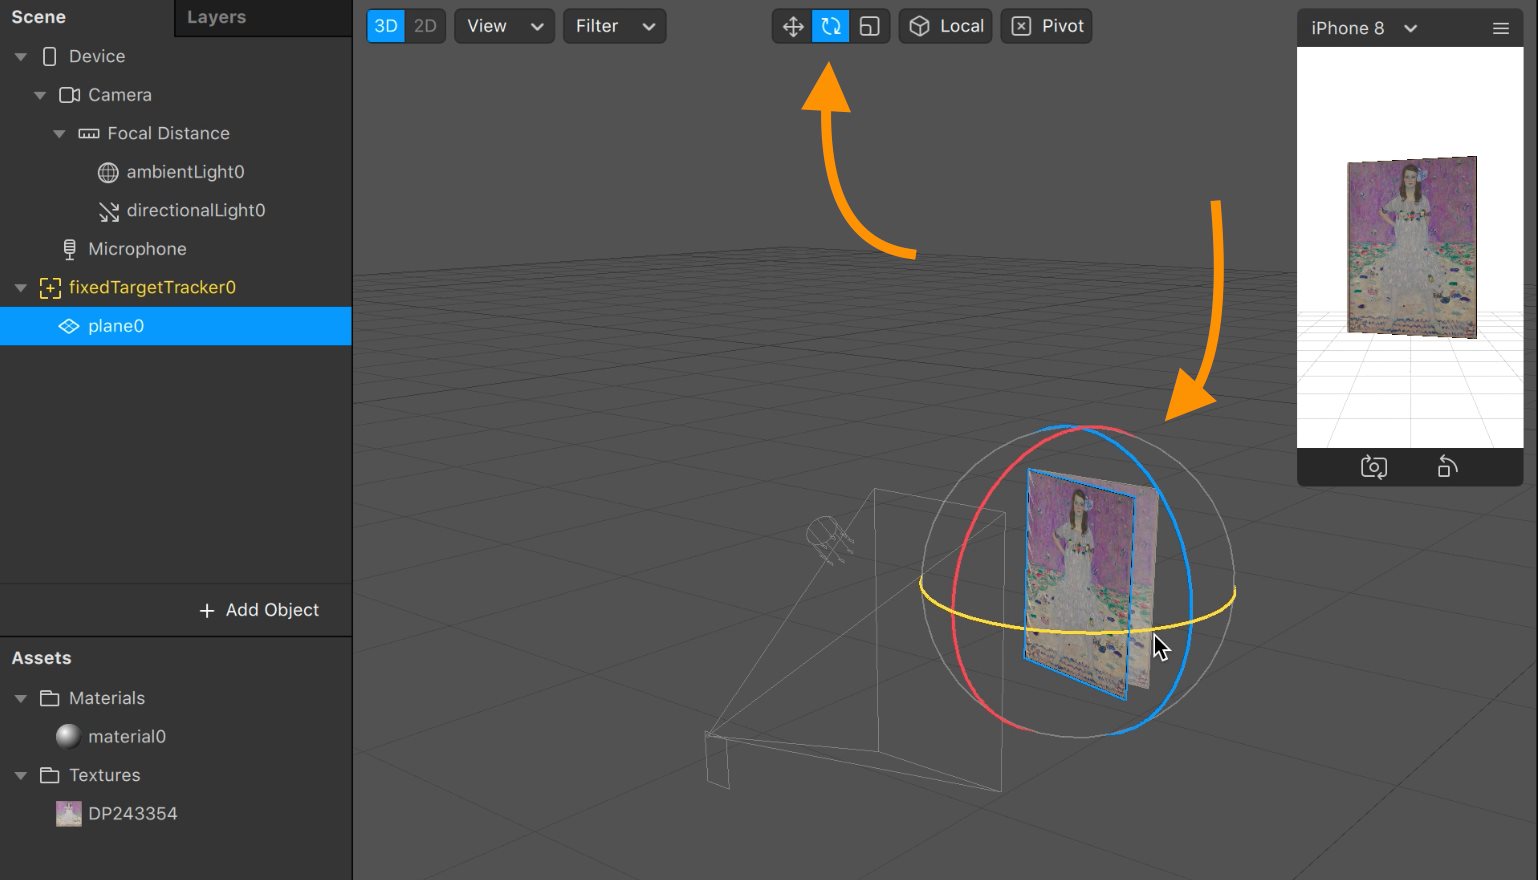 Scene
Layers
Device
Camera
Focal Distance
ambientLight0
directionalLight0
Microphone
fixedTargetTracker0
plane0
+ Add Object
Assets
Materials
material0
Textures
DP243354
3D 2D View Filter Local Pivot
iPhone 8